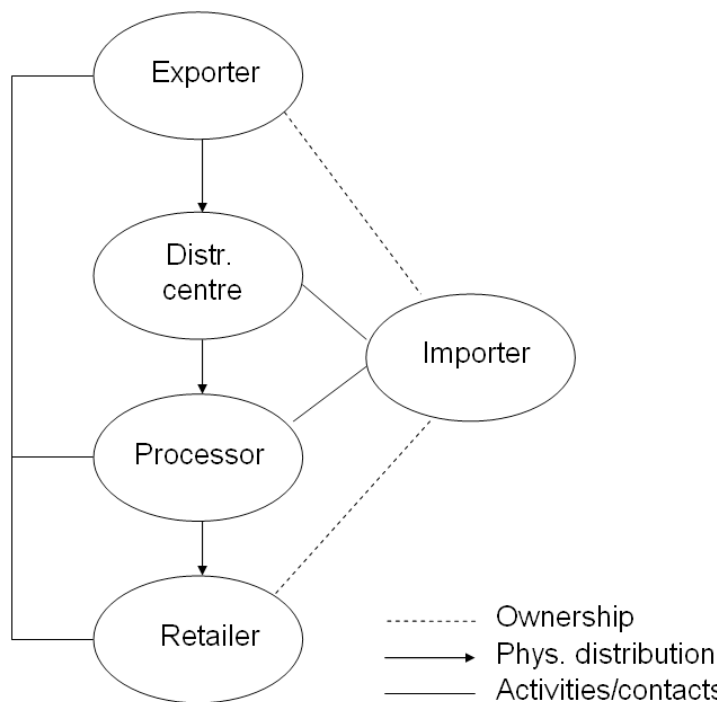 Exporter
Distr.
centre
Importer
Processor
Retailer
Ownership
Phys. distribution
Activities/contacts